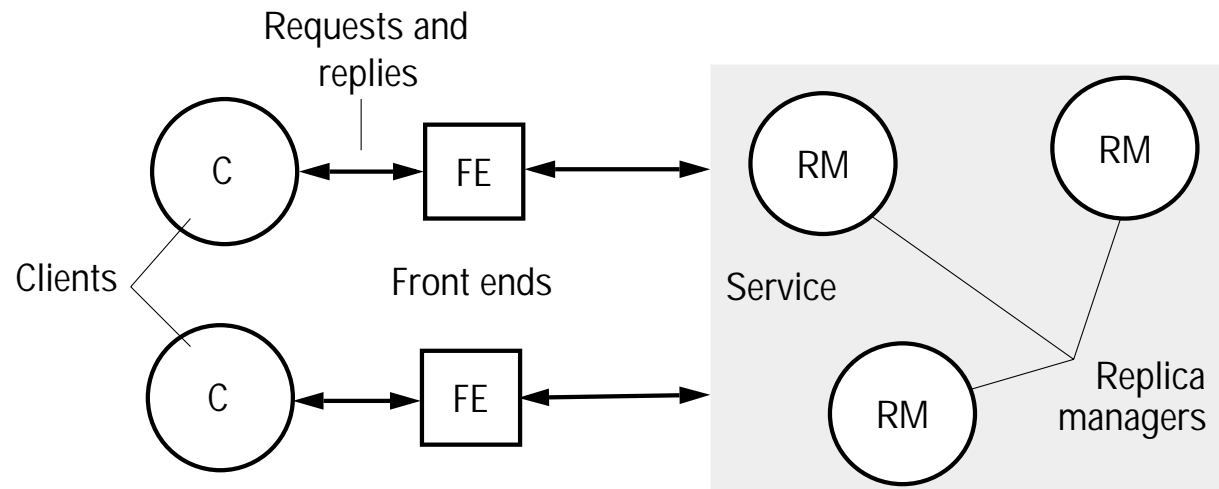 Requests and
replies
C
FE
RM
RM
Clients
Front ends
Service
C
FE
RM
Replica
managers